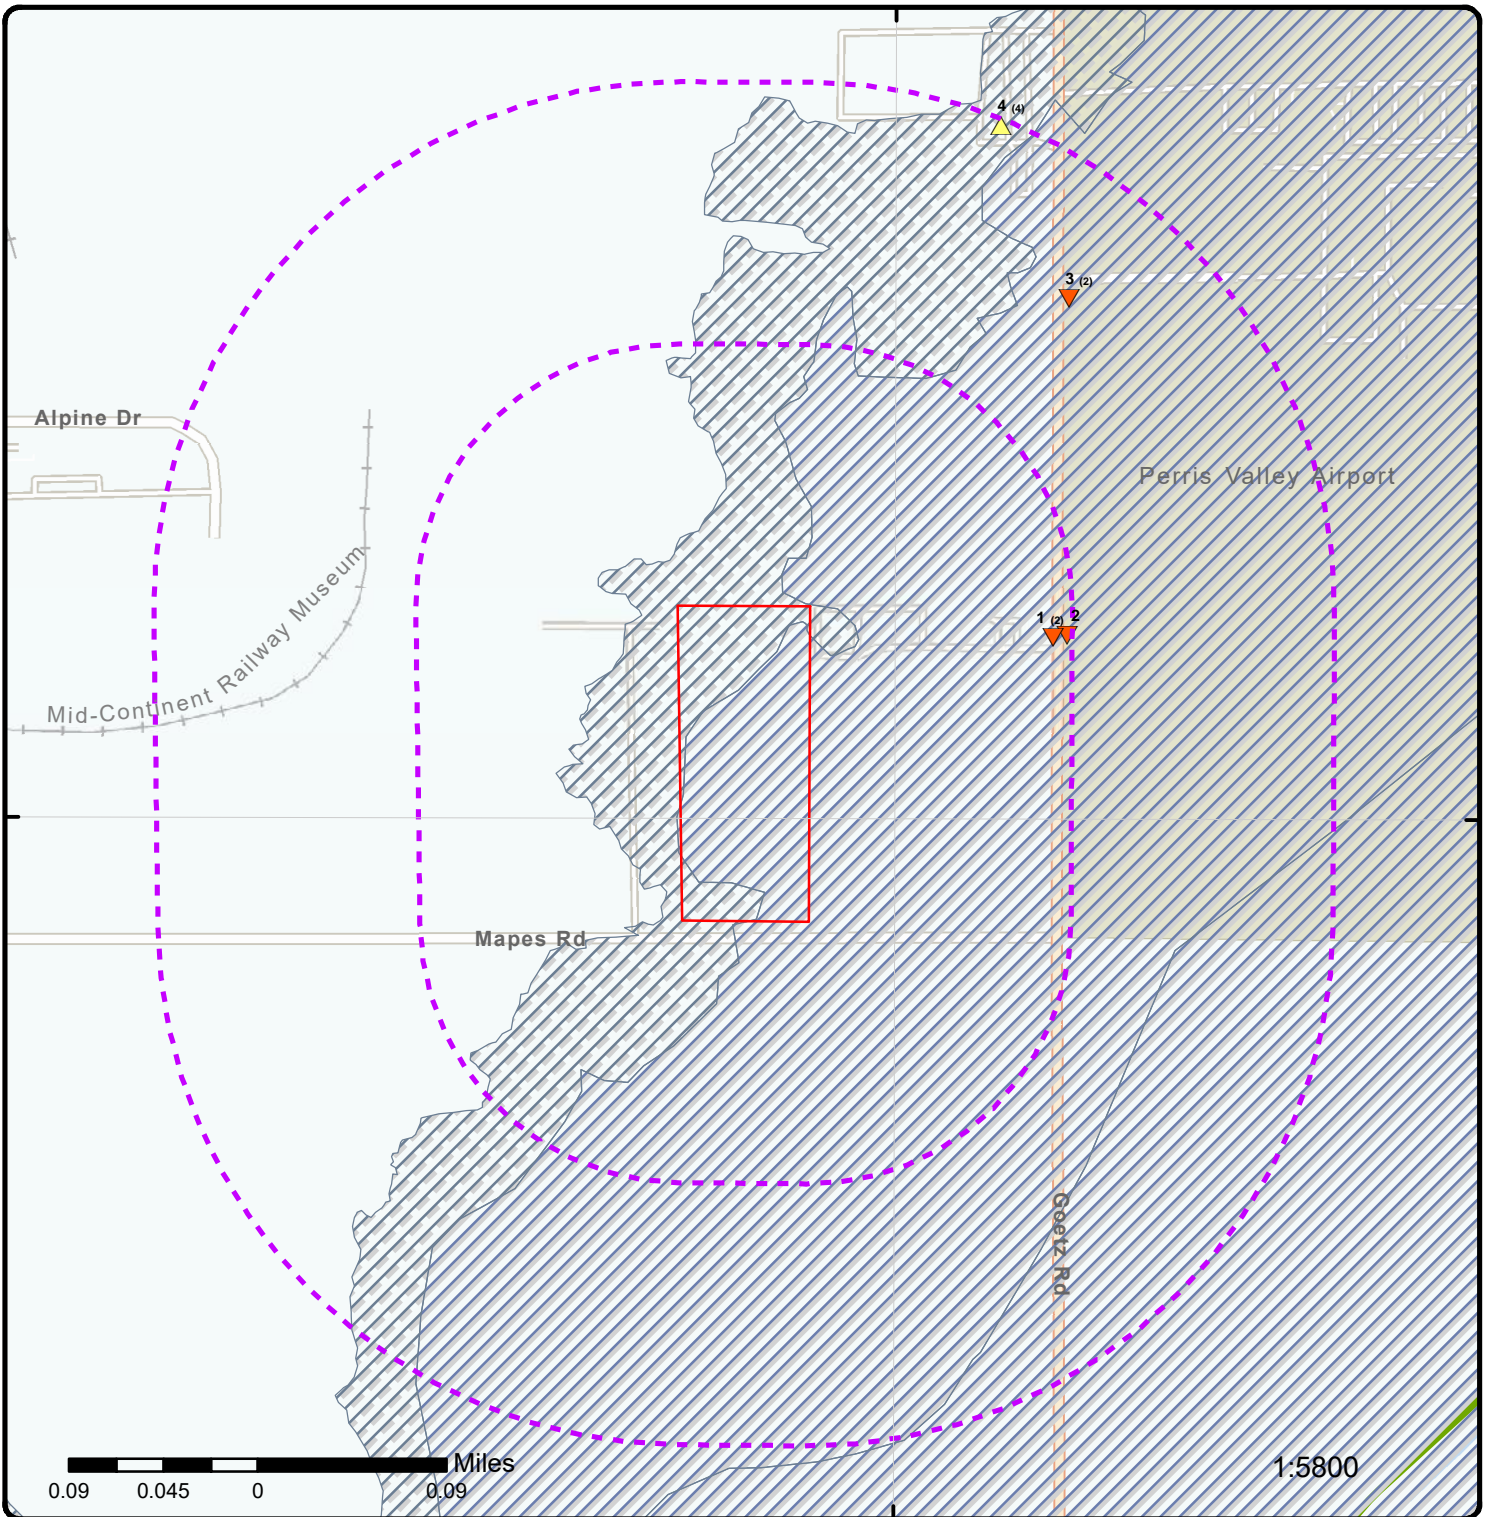 4 (4)
3 (2)
Alpine Dr
Perris Valley Airport
Mid-Continent Railway Museum
1 (2) 2
Mapes Rd
Goetz Rd
Miles
0.09 0.045 0 0.09
1:5800